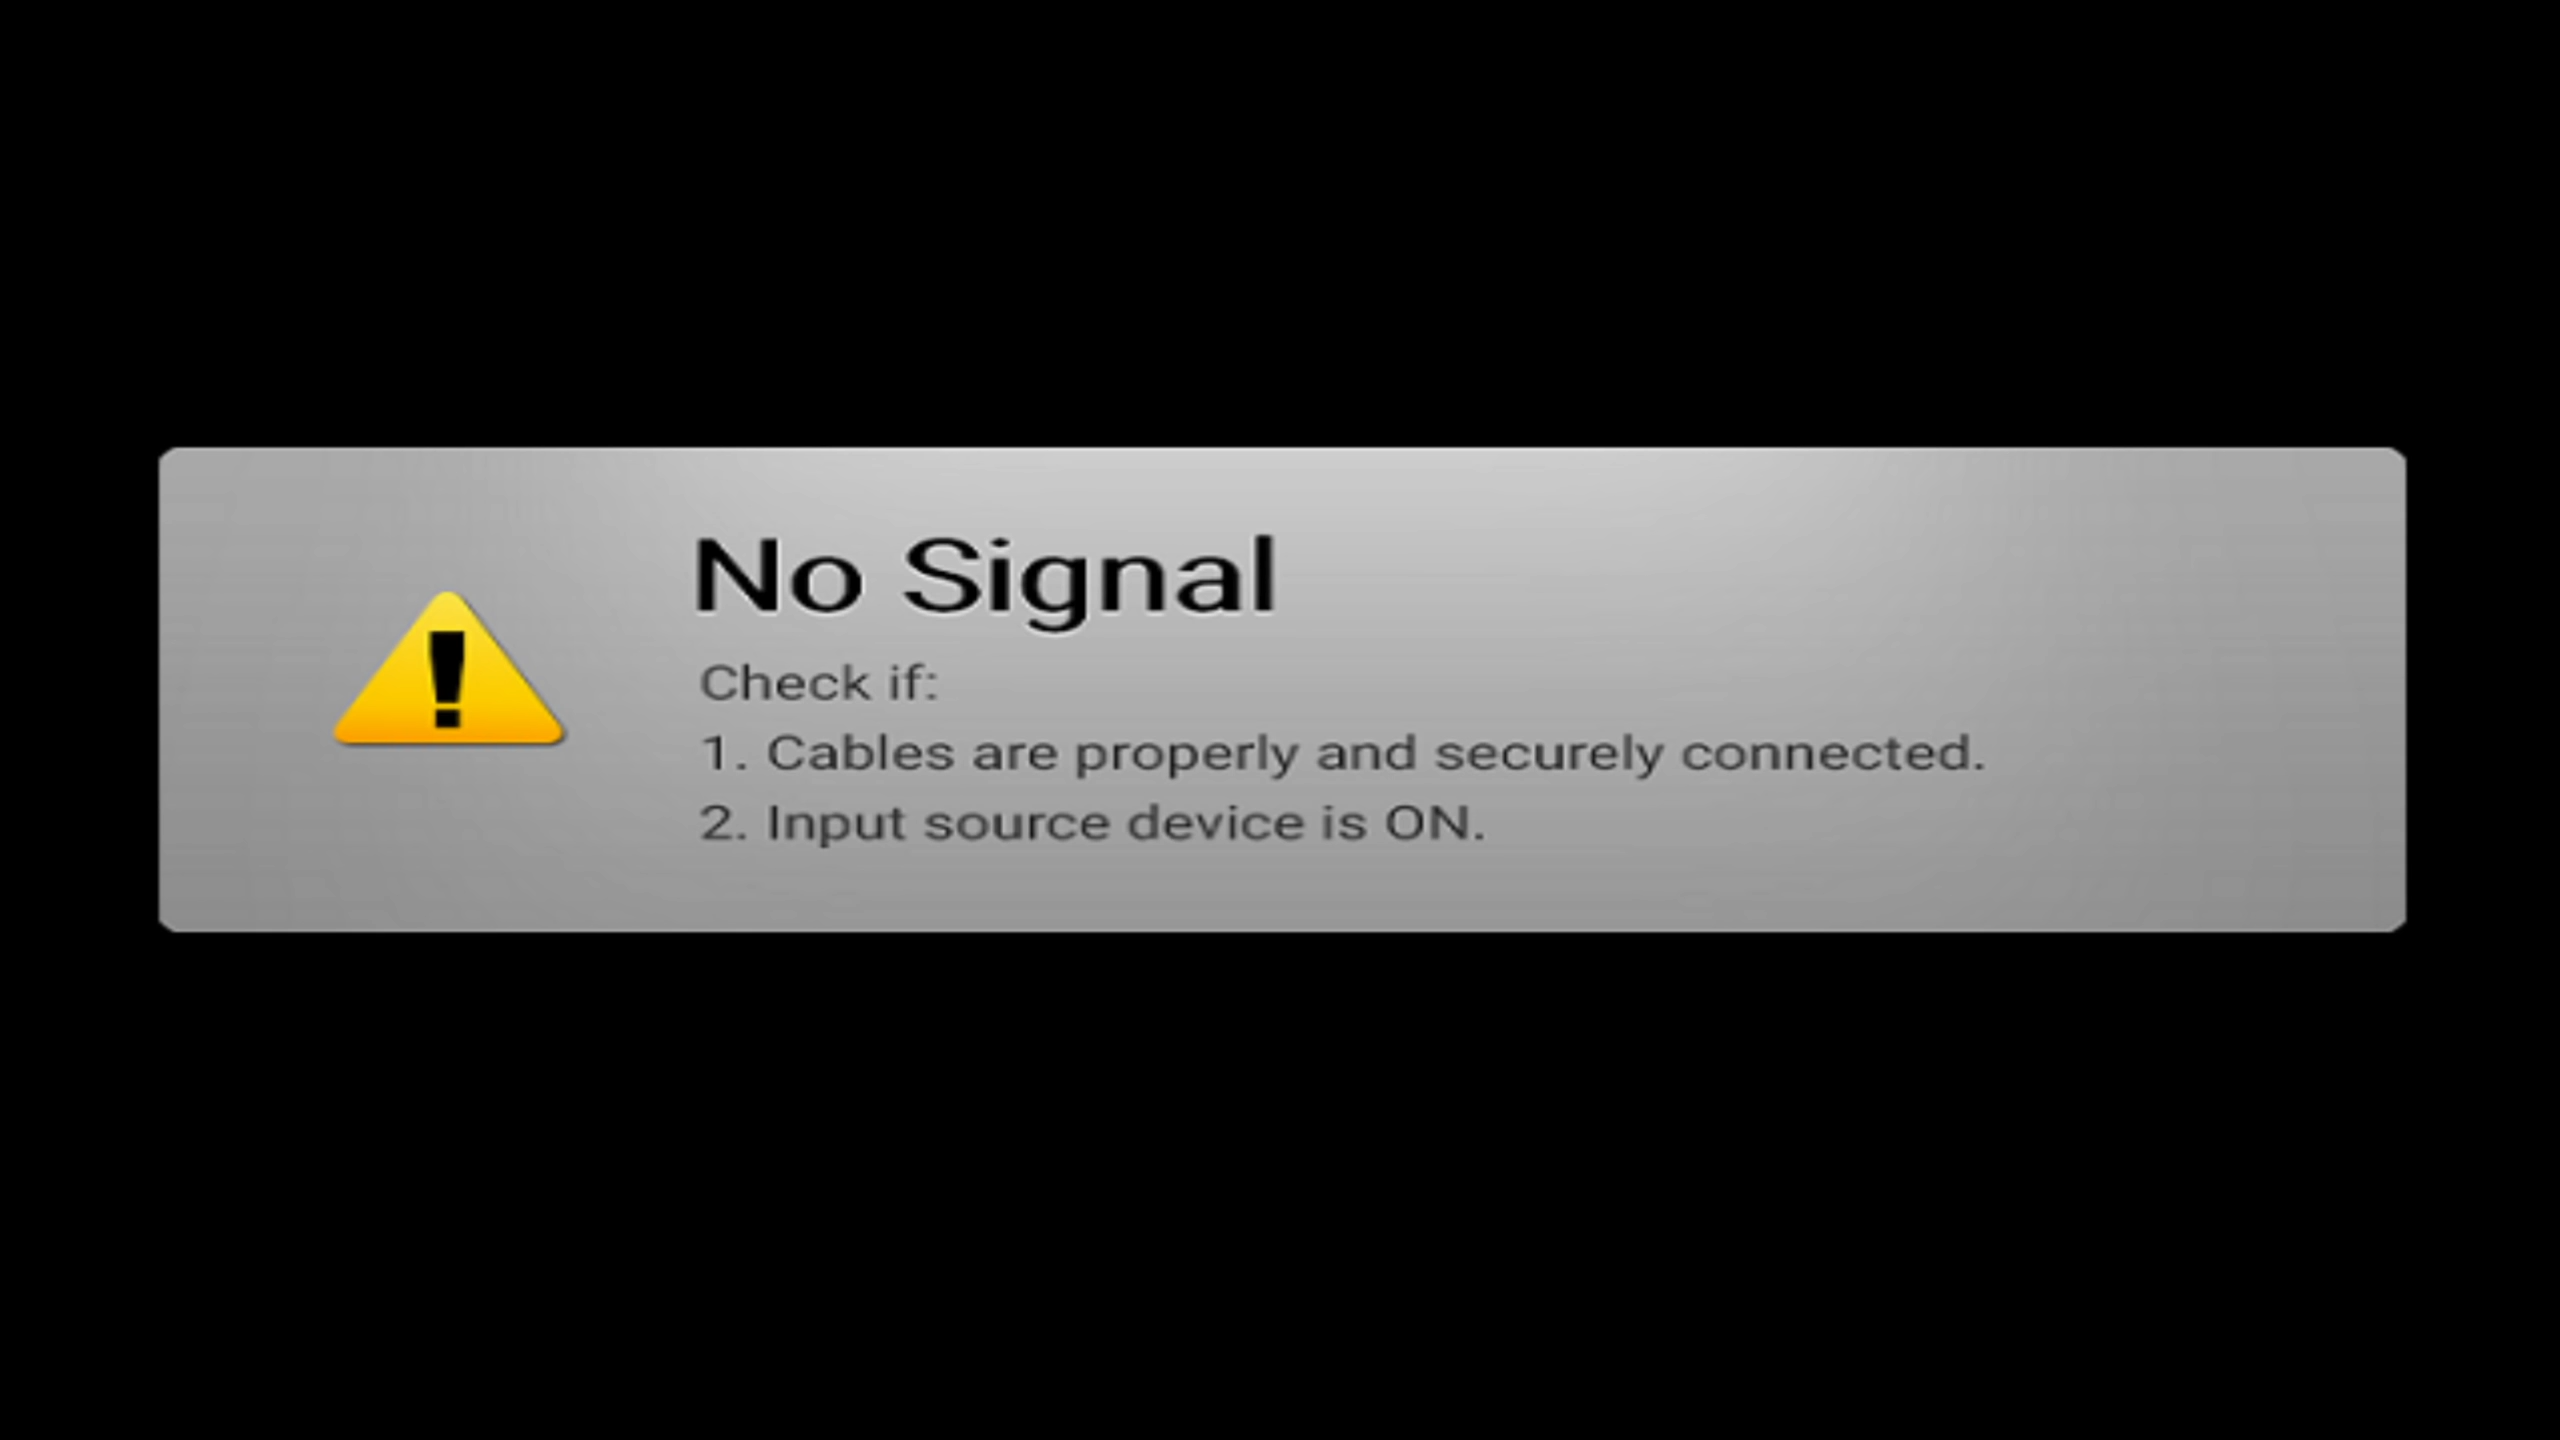 No Signal
Check if:
1. Cables are properly and securely connected.
2. Input source device is ON.